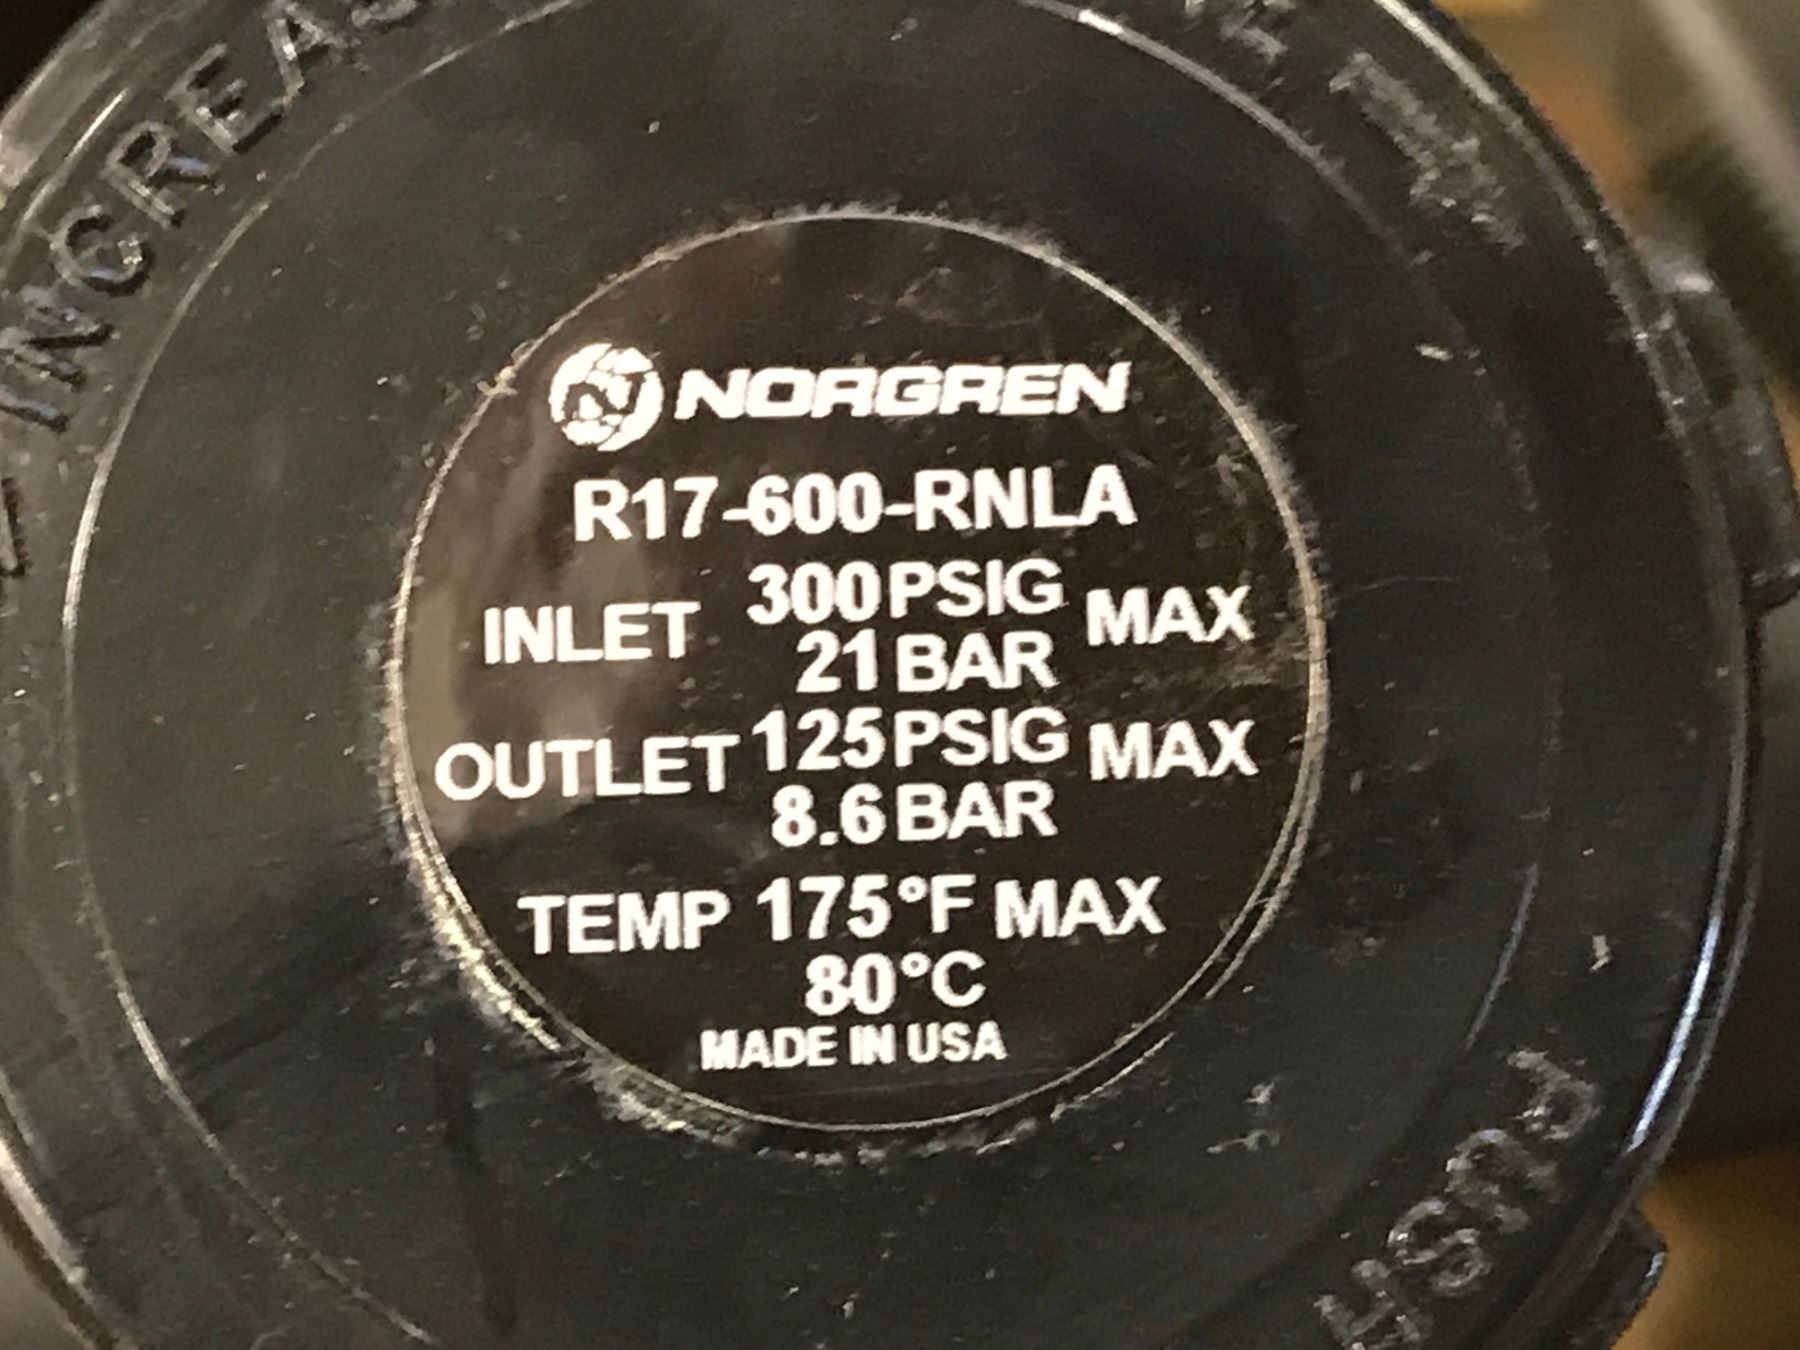 NORGREN
R17-600-RNLA
INLET 300 PSIG MAX
21 BAR
OUTLET 125 PSIG MAX
8.6 BAR
TEMP 175°F MAX
80°C
MADE IN USA
PUSH